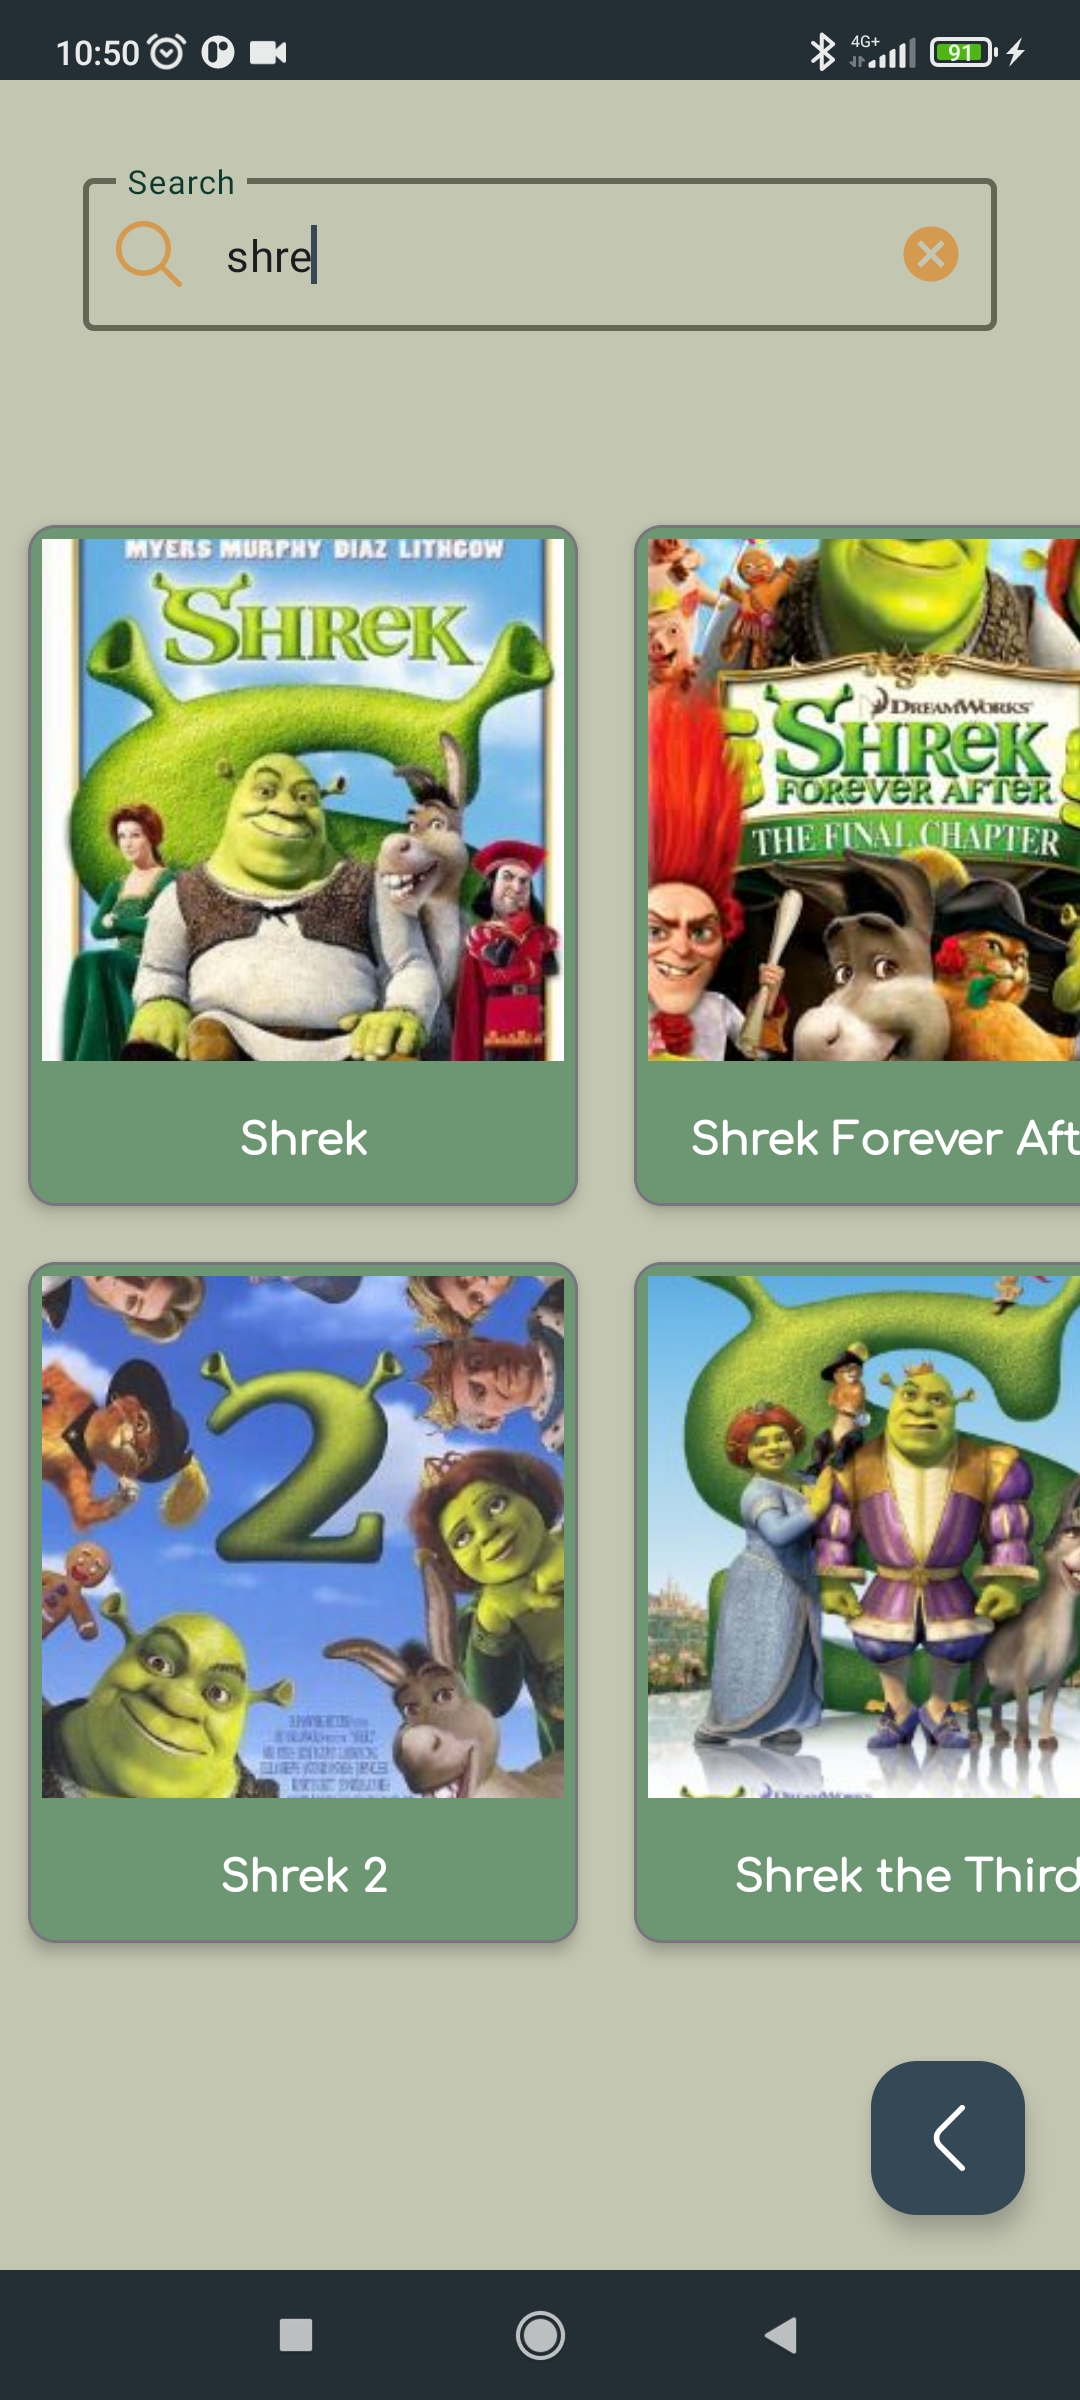 10:50
4G+
91
Search
shre
MYERS MURPHY DIAZ LITHGOW
SHREK
DREAMWORKS
SHREK
FOREVER AFTER
THE FINAL CHAPTER
Shrek
Shrek Forever Aft
2
Shrek 2
Shrek the Third